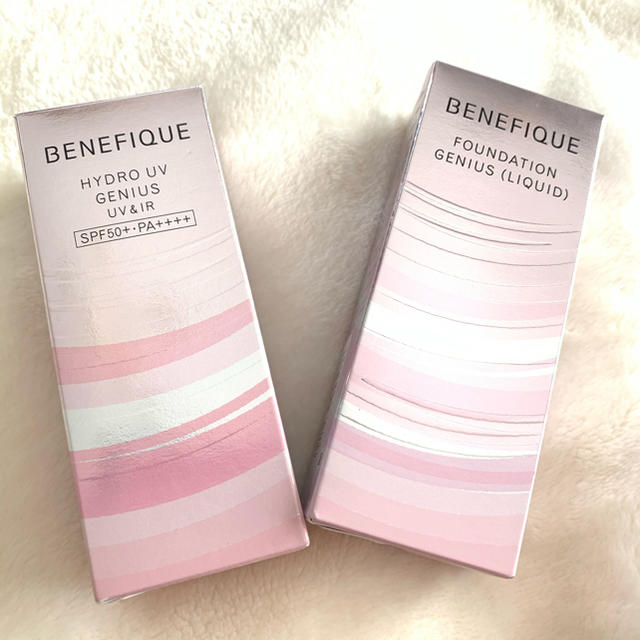 BENEFIQUE
HYDRO UV
GENIUS
UV & IR
SPF50+・PA++++
BENEFIQUE
FOUNDATION
GENIUS (LIQUID)